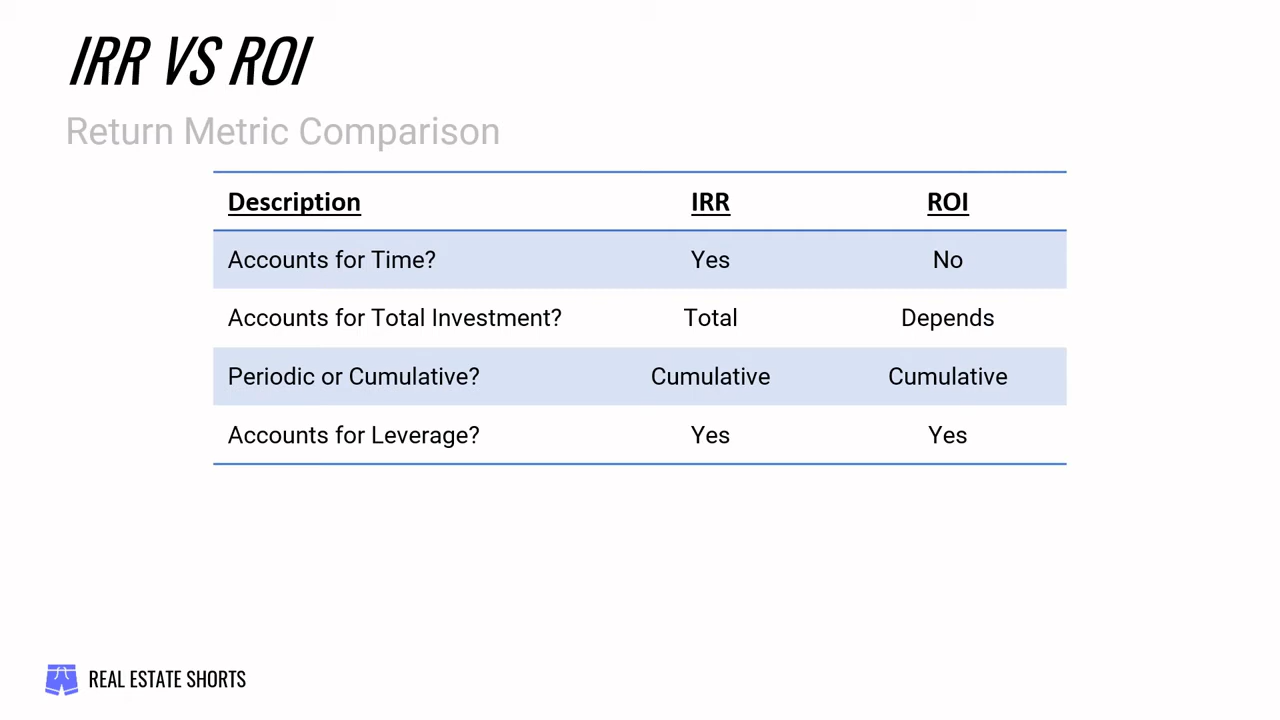 IRR VS ROI
Return Metric Comparison
Description IRR ROI
Accounts for Time? Yes No
Accounts for Total Investment? Total Depends
Periodic or Cumulative? Cumulative Cumulative
Accounts for Leverage? Yes Yes
REAL ESTATE SHORTS